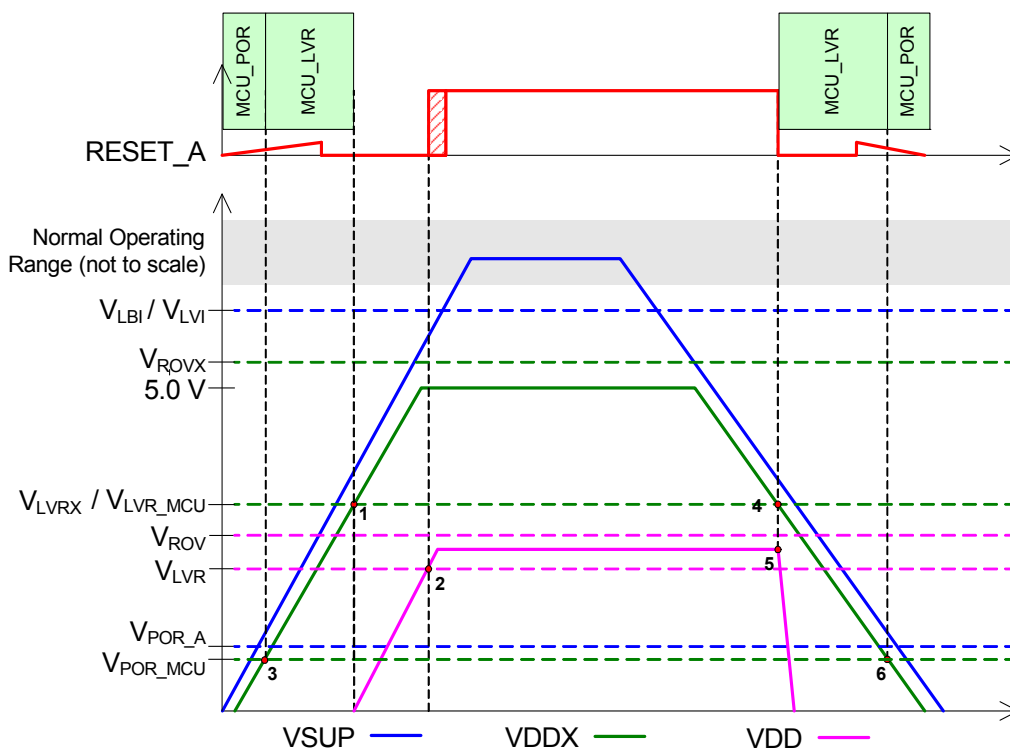 MCU_POR
MCU_LVR
MCU_LVR
MCU_POR
RESET_A
Normal Operating
Range (not to scale)
VLBI / VLVI
VROVX
5.0 V
VLVRX / VLVR_MCU
1
4
VROV
VLVR
2
5
VPOR_A
VPOR_MCU
3
6
VSUP
VDDX
VDD